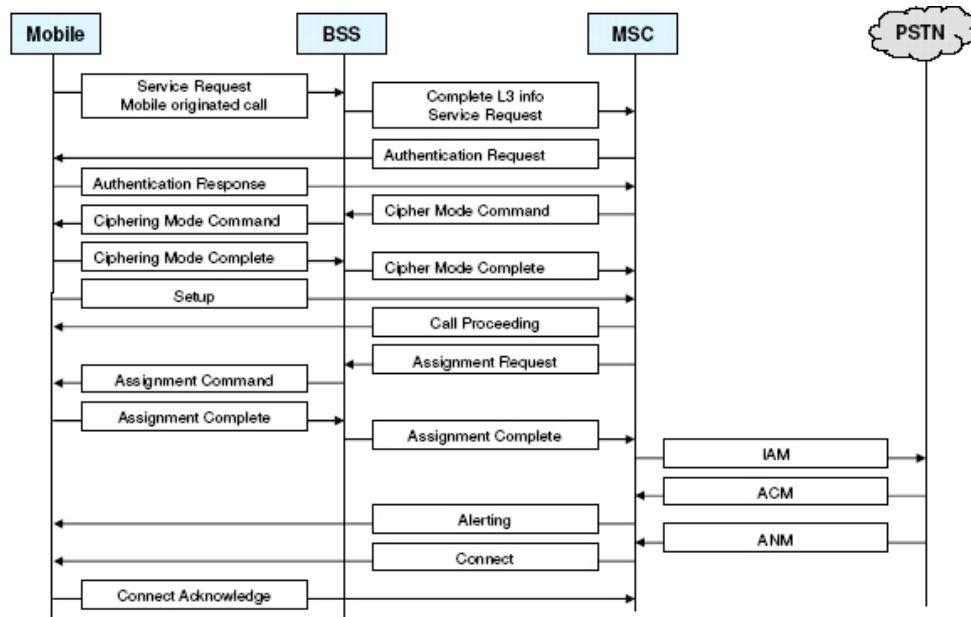 Mobile
BSS
MSC
PSTN
Service Request
Mobile originated call
Complete L3 info
Service Request
Authentication Request
Authentication Response
Cipher Mode Command
Ciphering Mode Command
Ciphering Mode Complete
Cipher Mode Complete
Setup
Call Proceeding
Assignment Request
Assignment Command
Assignment Complete
Assignment Complete
IAM
ACM
Alerting
ANM
Connect
Connect Acknowledge